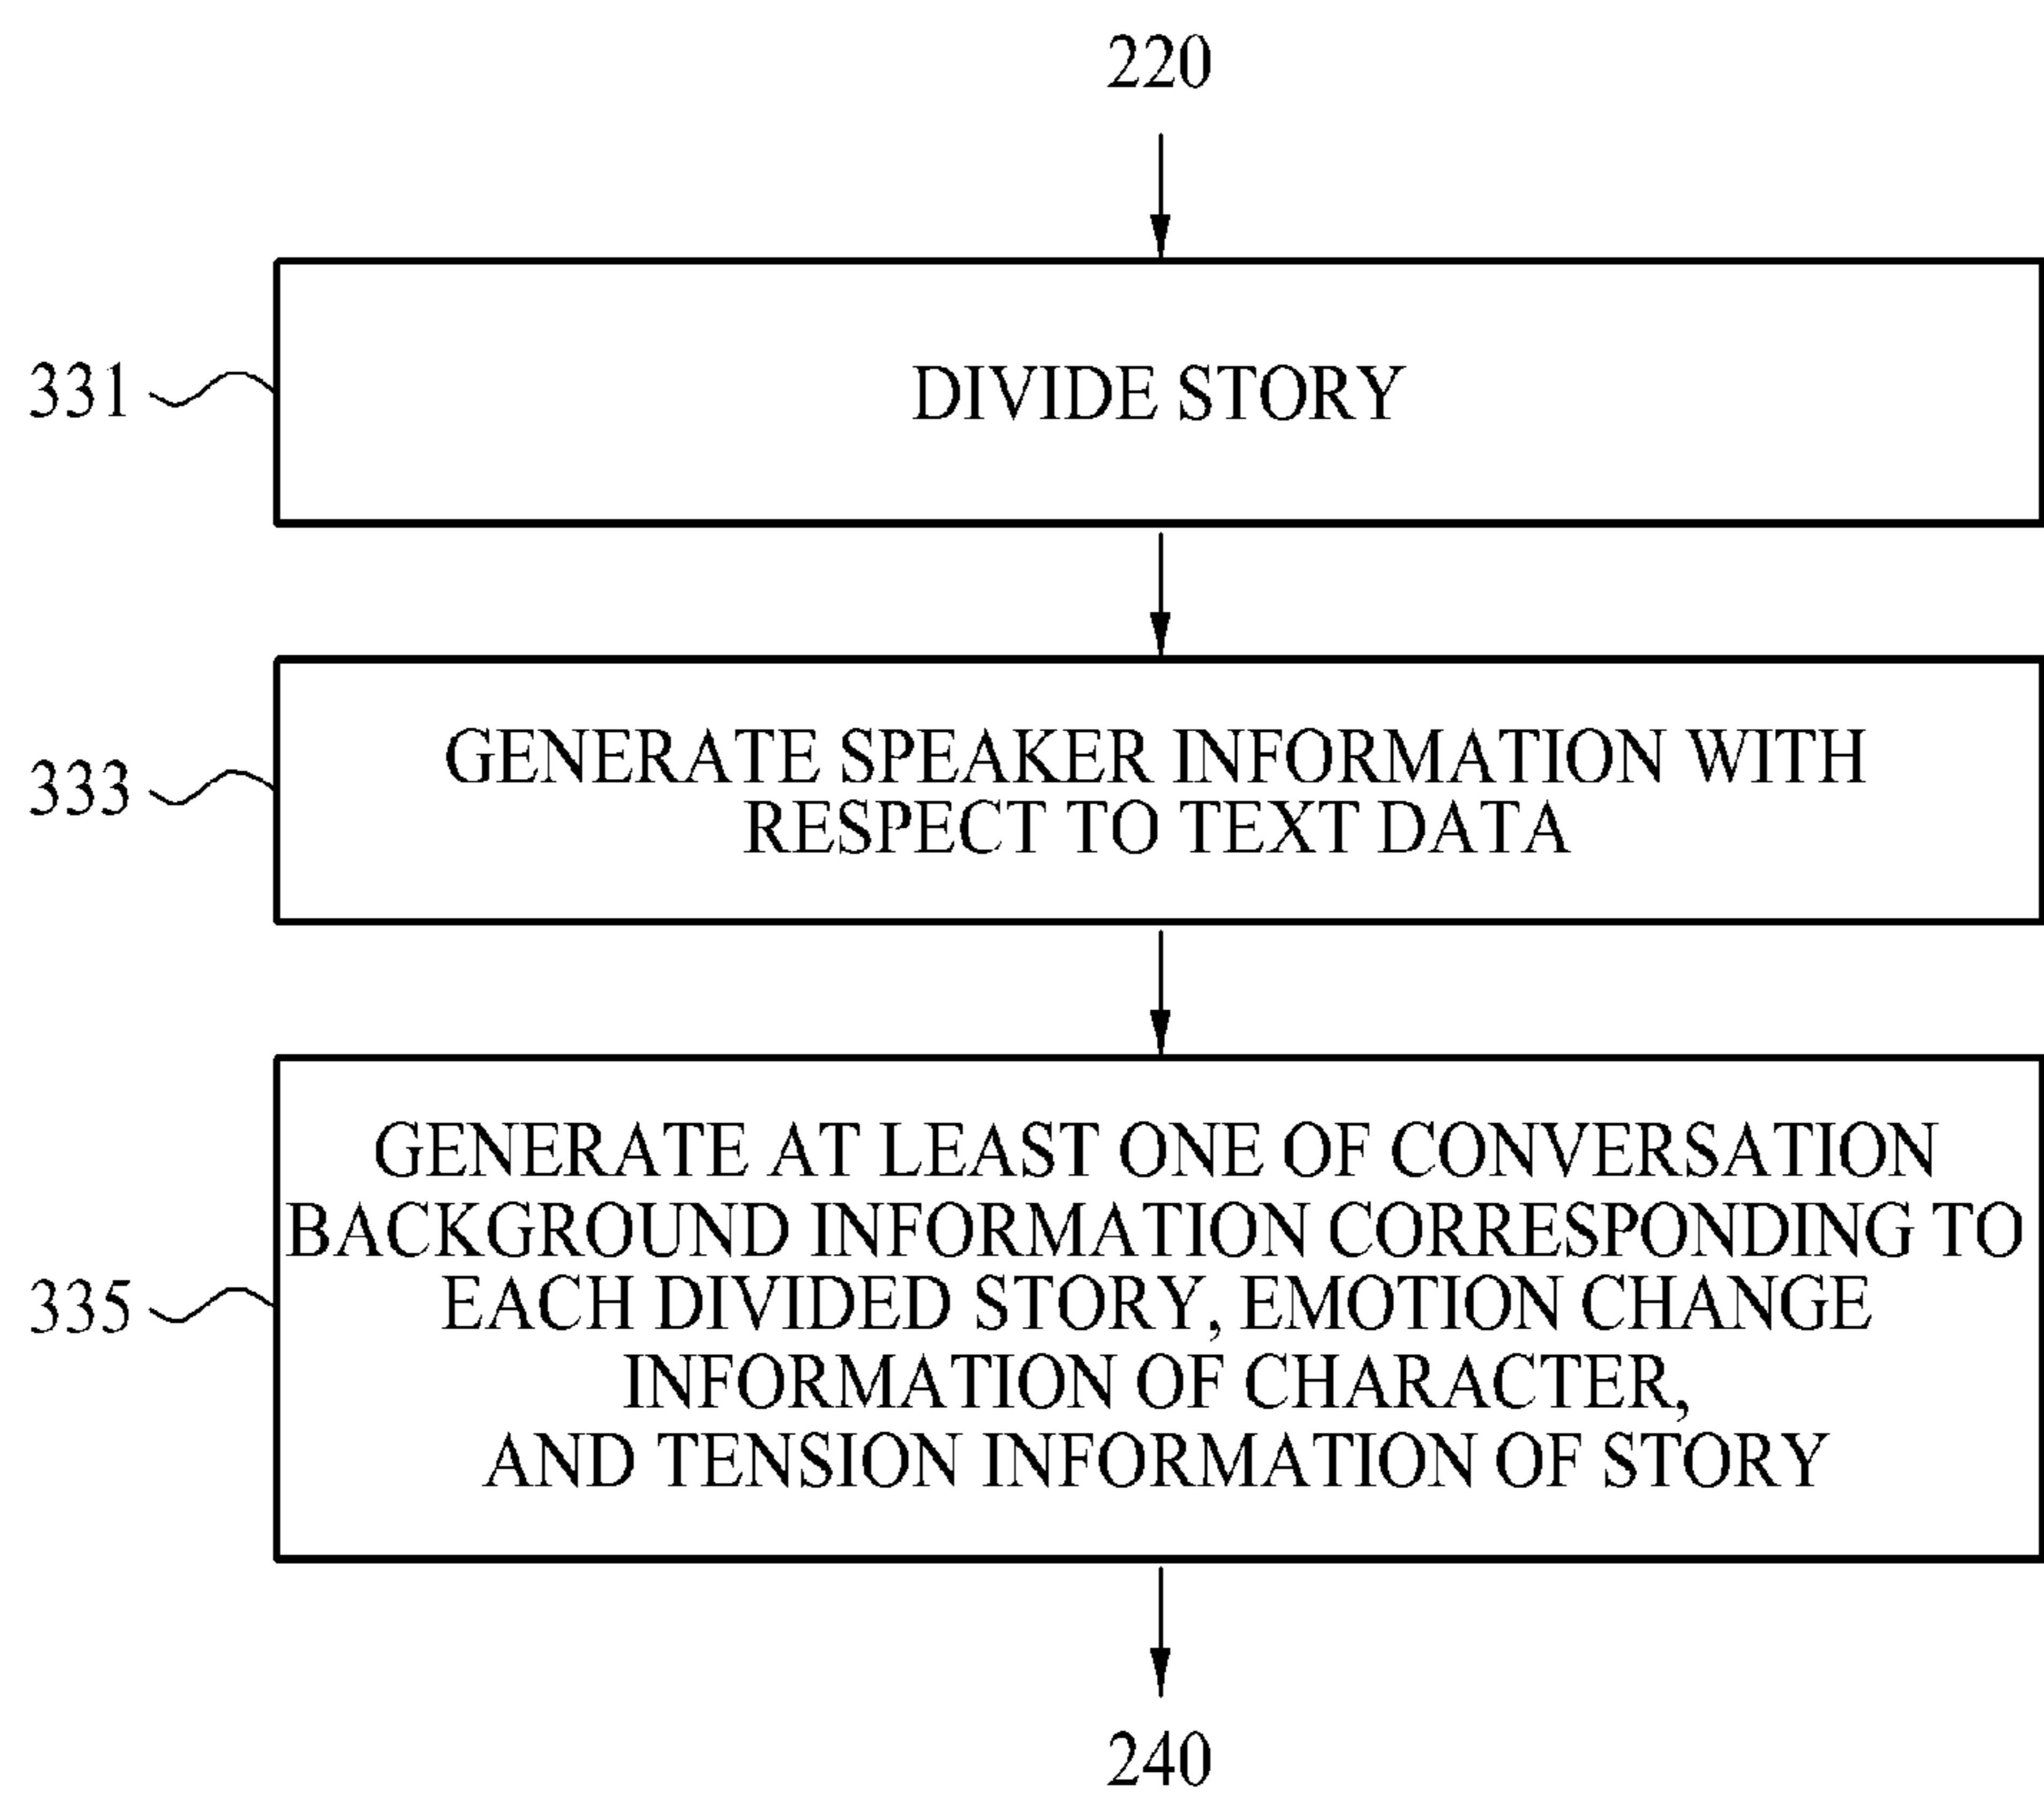 220
331
DIVIDE STORY
333
GENERATE SPEAKER INFORMATION WITH
RESPECT TO TEXT DATA
335
GENERATE AT LEAST ONE OF CONVERSATION
BACKGROUND INFORMATION CORRESPONDING TO
EACH DIVIDED STORY, EMOTION CHANGE
INFORMATION OF CHARACTER,
AND TENSION INFORMATION OF STORY
240